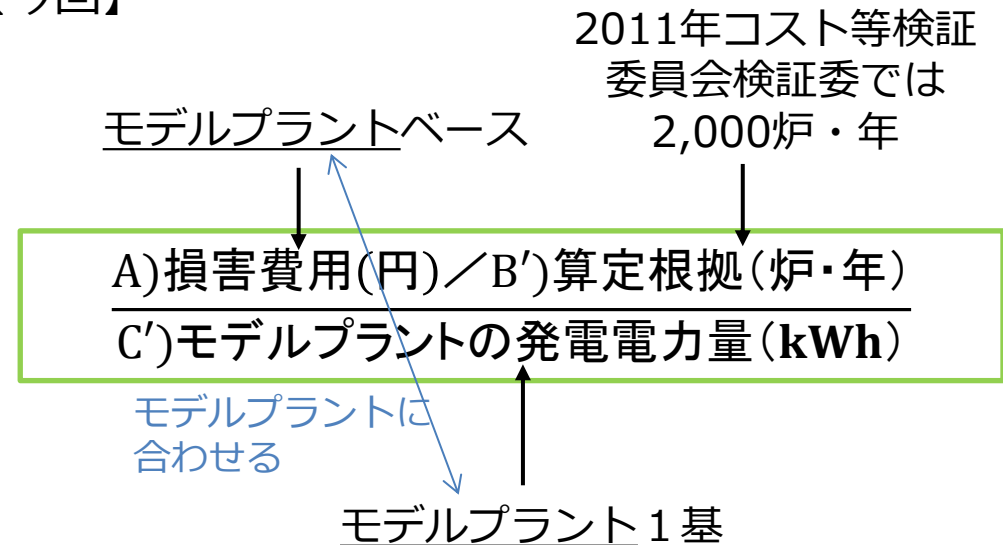 回】
2011年コスト等検証
委員会検証委では
2,000炉・年
モデルプラントベース
A)損害費用(円)／B′)算定根拠(炉・年)
C′)モデルプラントの発電電力量(kWh)
モデルプラントに
合わせる
モデルプラント１基